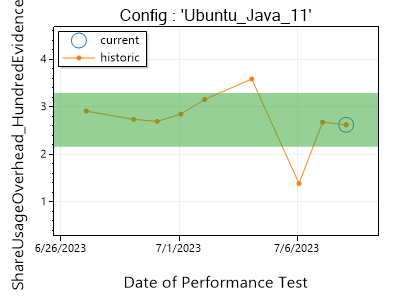 Config : 'Ubuntu_Java_11'
current
historic
ShareUsageOverhead_HundredEvidence
4
3
2
1
6/26/2023
7/1/2023
7/6/2023
Date of Performance Test